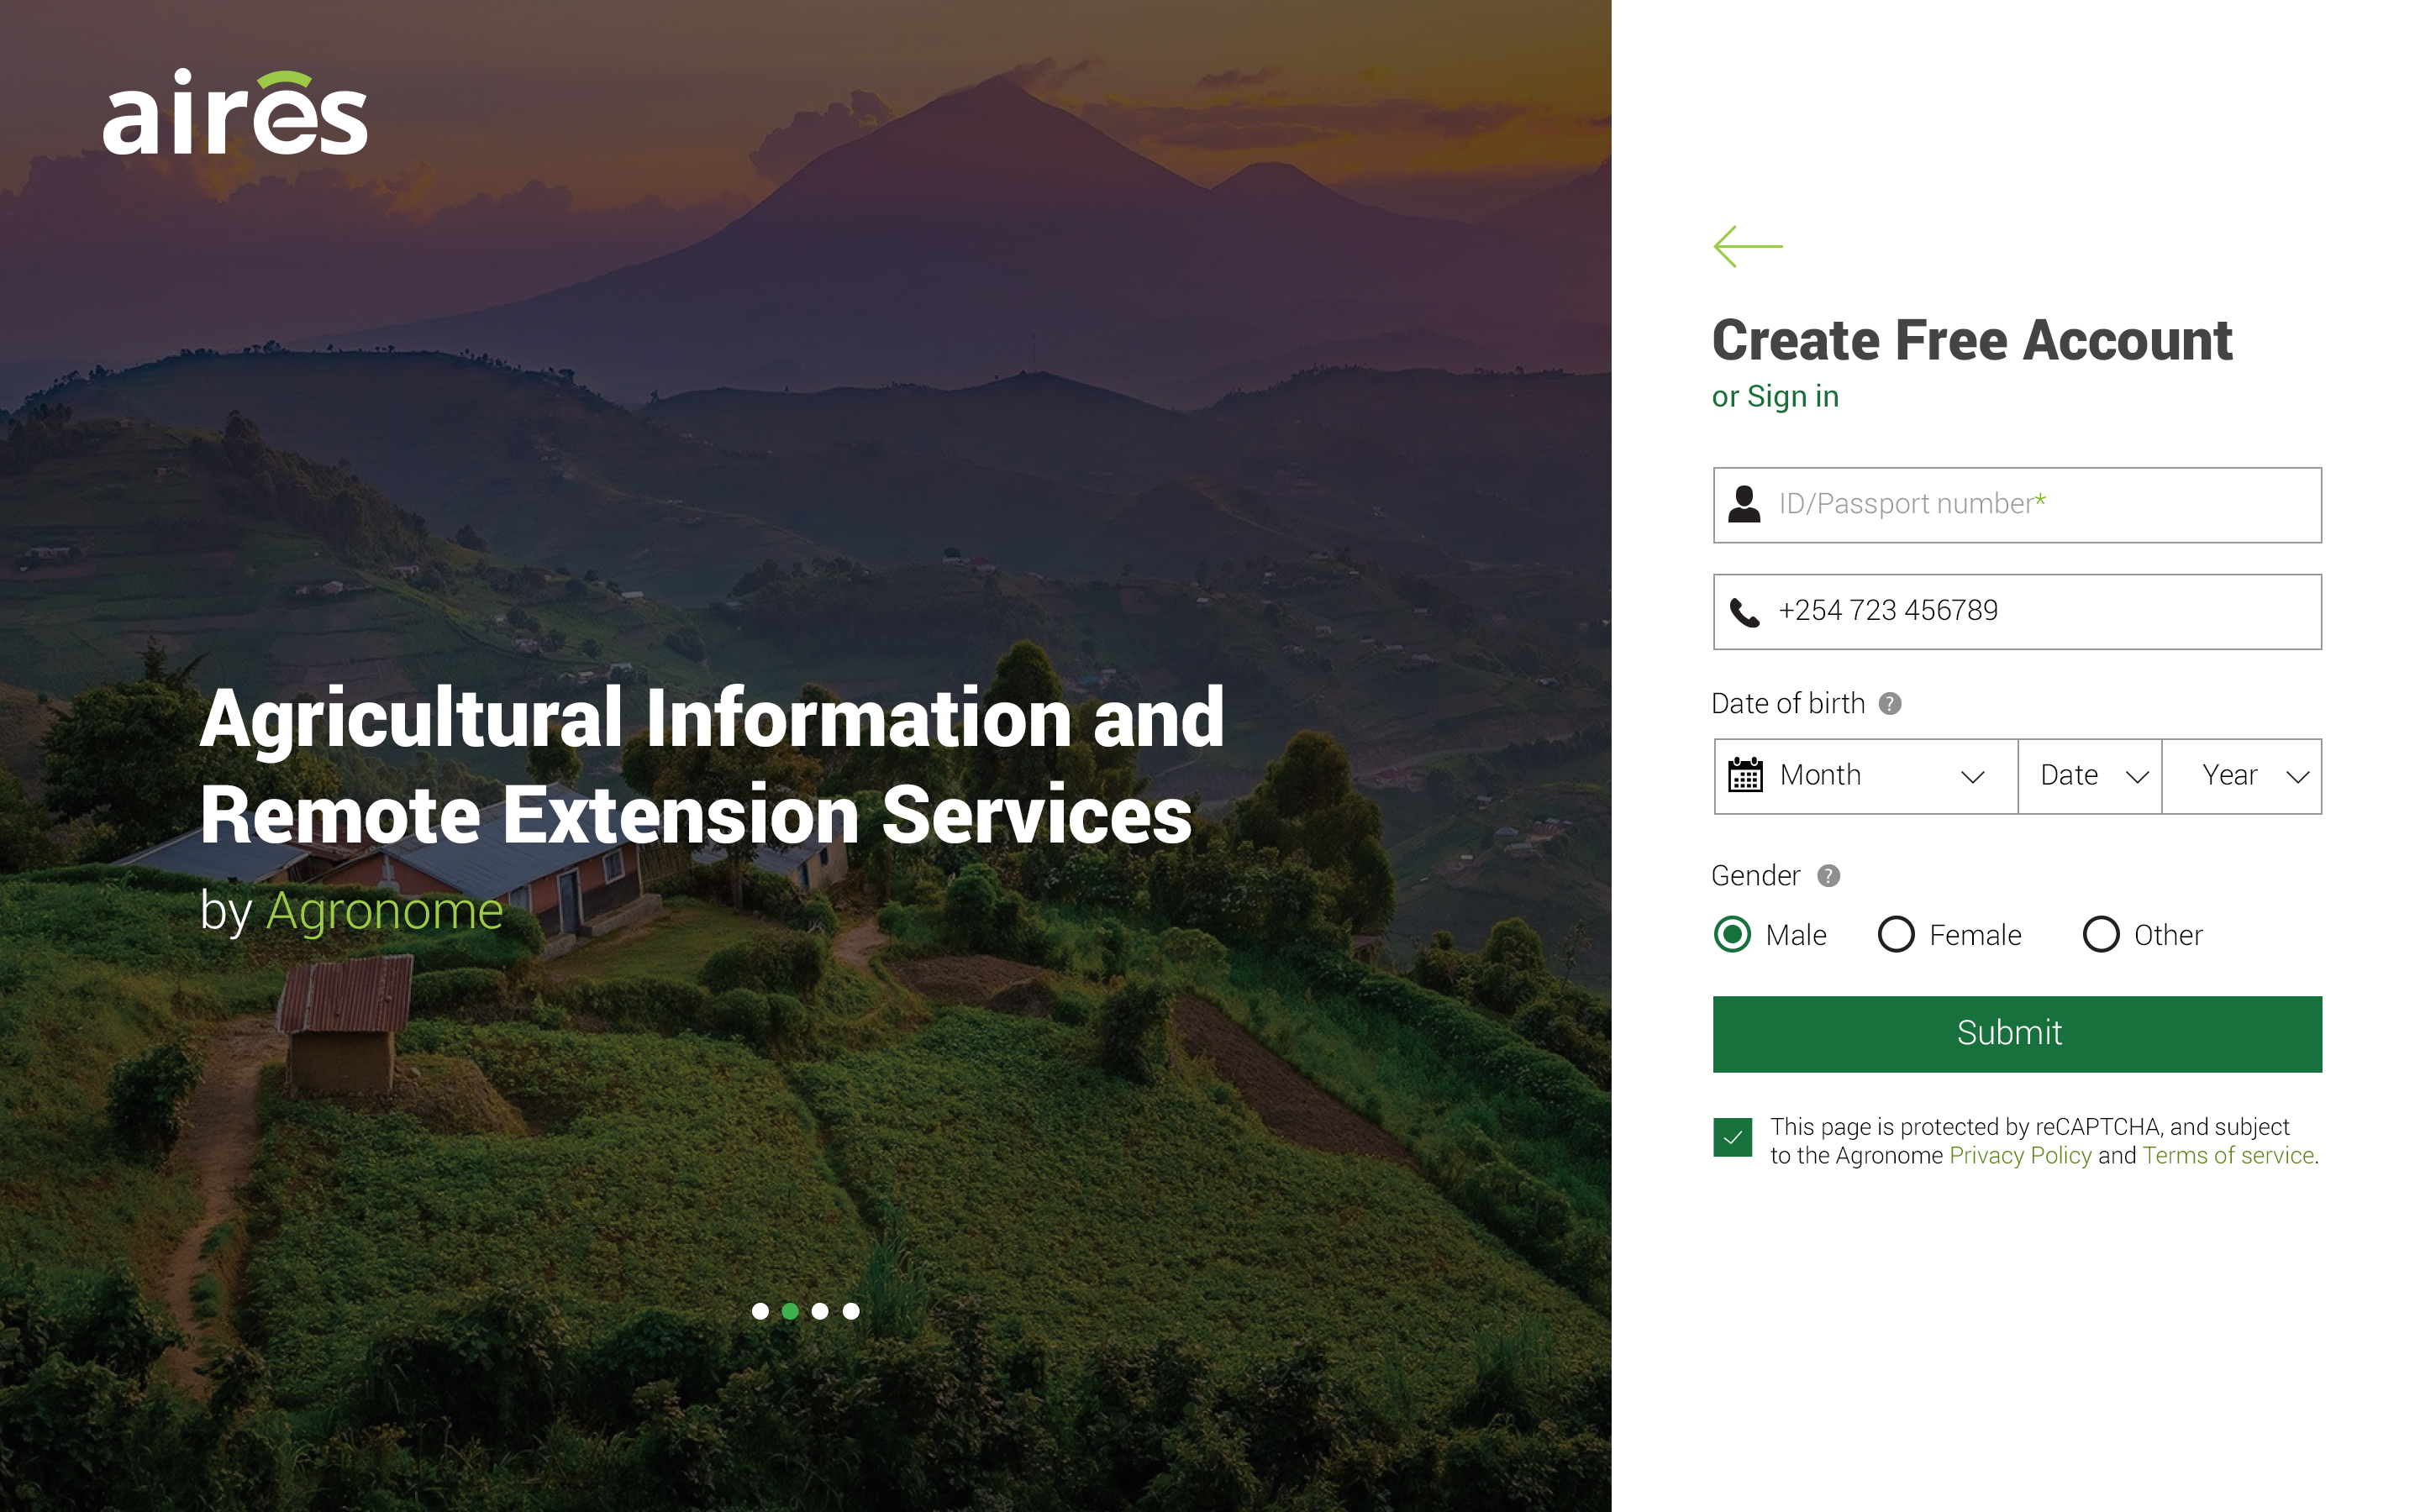 airês
Agricultural Information and
Remote Extension Services
by Agronome
Create Free Account
or Sign in
ID/Passport number*
+254 723 456789
Date of birth ?
Month Date Year
Gender ?
Male Female Other
Submit
This page is protected by reCAPTCHA, and subject
to the Agronome Privacy Policy and Terms of service.